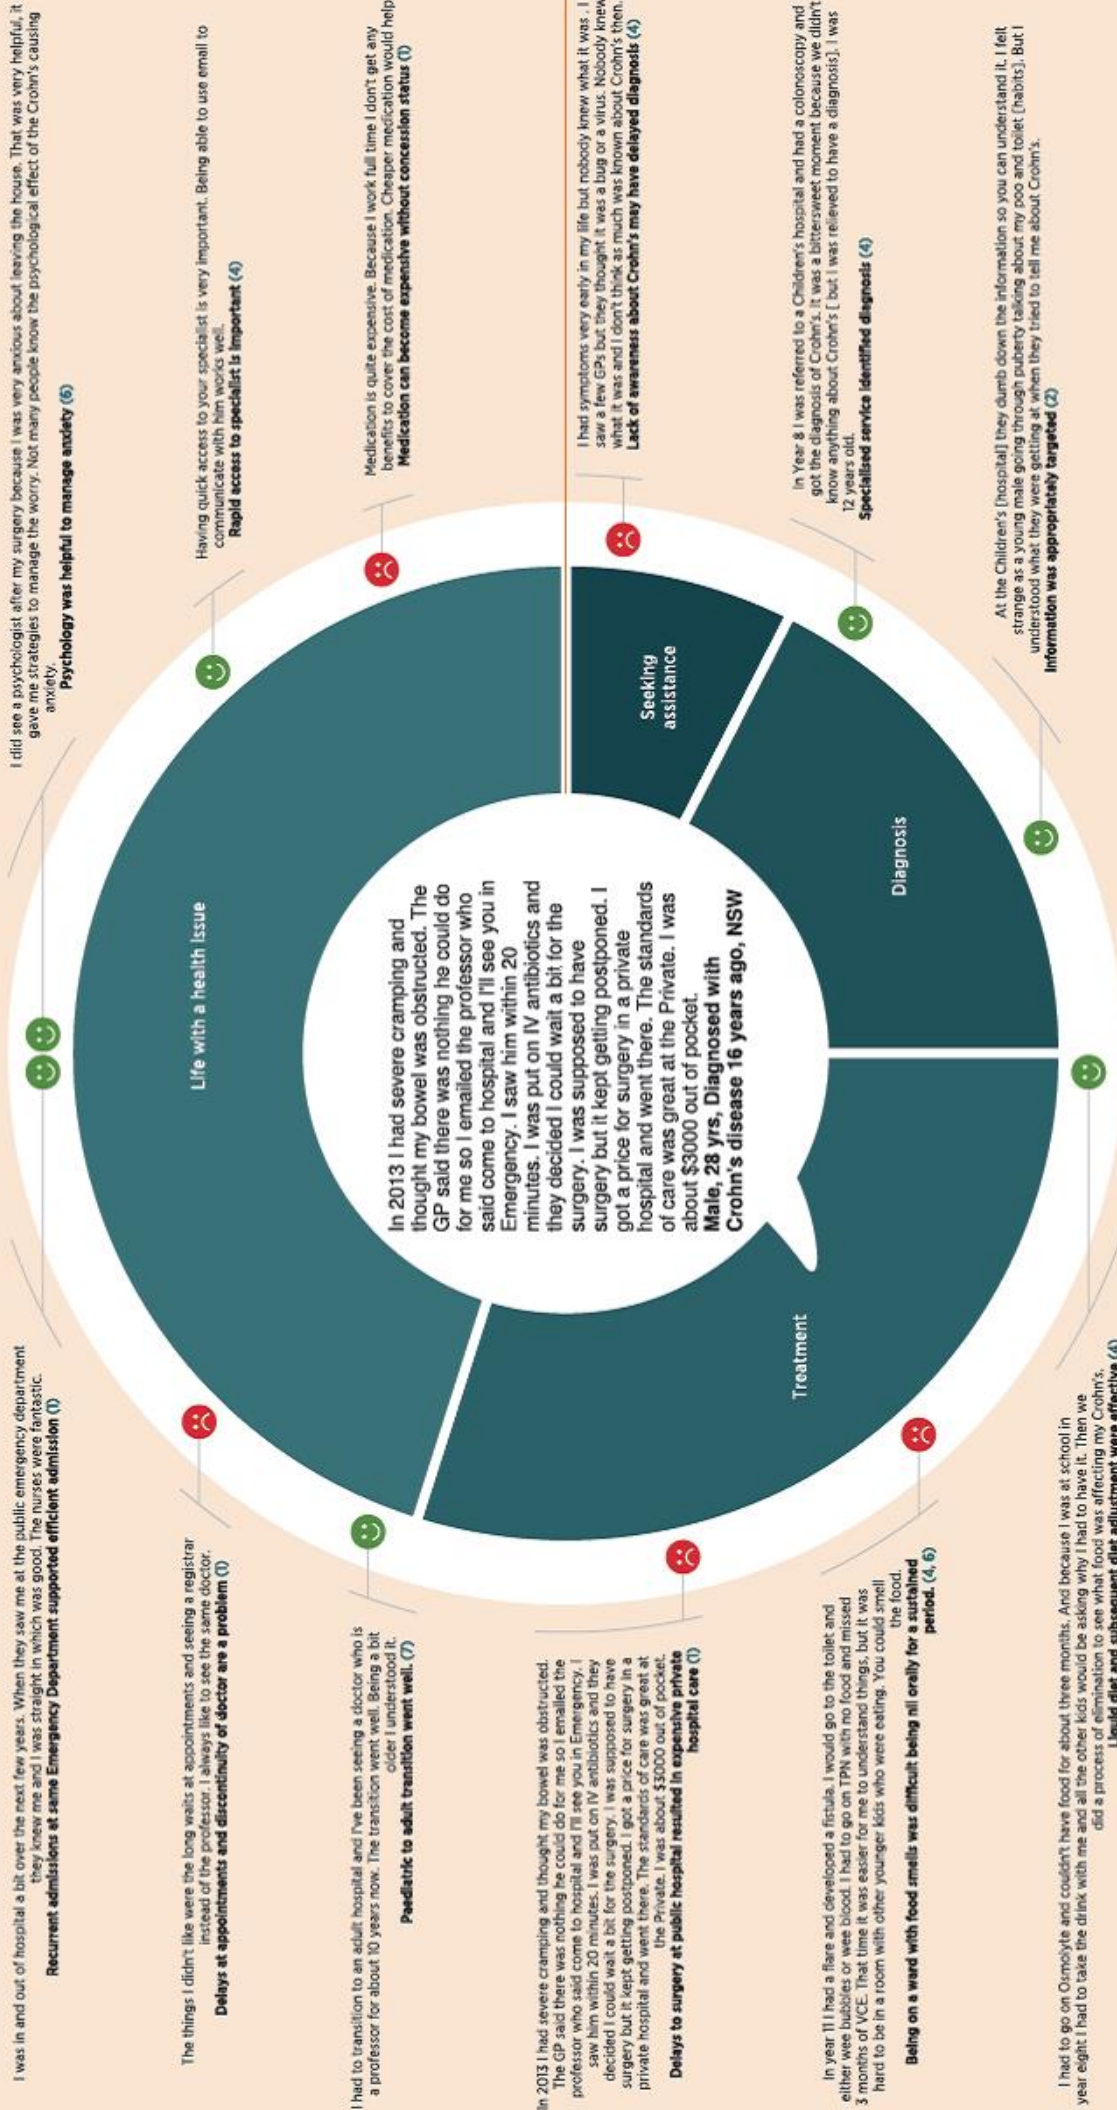 I did see a psychologist after my surgery because I was very anxious about leaving the house. That was very helpful, it
gave me strategies to manage the worry. Not many people know the psychological effect of the Crohn's causing
anxiety.
Psychology was helpful to manage anxiety (6)
Having quick access to your specialist is very important. Being able to use email to
communicate with him works well.
Rapid access to specialist is important (4)
Medication is quite expensive. Because I work full time I don't get any
benefits to cover the cost of medication. Cheaper medication would help
Medication can become expensive without concession status (1)
I had symptoms very early in my life but nobody knew what it was . I
saw a few GPs but they thought it was a bug or a virus. Nobody knew
what it was and I don't think as much was known about Crohn's then.
Lack of awareness about Crohn's may have delayed diagnosis (4)
In Year 8 I was referred to a Children's hospital and had a colonoscopy and
got the diagnosis of Crohn's. It was a bittersweet moment because we didn't
know anything about Crohn's [ but I was relieved to have a diagnosis]. I was
12 years old.
Specialised service identified diagnosis (4)
At the Children's [hospital] they dumb down the information so you can understand it. I felt
strange as a young male going through puberty talking about my poo and toilet [habits]. But I
understood what they were getting at when they tried to tell me about Crohn's.
Information was appropriately targeted (2)
Life with a health issue
Seeking
assistance
Diagnosis
Treatment
In 2013 I had severe cramping and
thought my bowel was obstructed. The
GP said there was nothing he could do
for me so I emailed the professor who
said come to hospital and I'll see you in
Emergency. I saw him within 20
minutes. I was put on IV antibiotics and
they decided I could wait a bit for the
surgery. I was supposed to have
surgery but it kept getting postponed. I
got a price for surgery in a private
hospital and went there. The standards
of care was great at the Private. I was
about $3000 out of pocket.
Male, 28 yrs, Diagnosed with
Crohn's disease 16 years ago, NSW
I was in and out of hospital a bit over the next few years. When they saw me at the public emergency department
they knew me and I was straight in which was good. The nurses were fantastic.
Recurrent admissions at same Emergency Department supported efficient admission (1)
The things I didn't like were the long waits at appointments and seeing a registrar
instead of the professor. I always like to see the same doctor.
Delays at appointments and discontinuity of doctor are a problem (1)
I had to transition to an adult hospital and I've been seeing a doctor who is
a professor for about 10 years now. The transition went well. Being a bit
older I understood it.
Paediatric to adult transition went well. (7)
In 2013 I had severe cramping and thought my bowel was obstructed.
The GP said there was nothing he could do for me so I emailed the
professor who said come to hospital and I'll see you in Emergency. I
saw him within 20 minutes. I was put on IV antibiotics and they
decided I could wait a bit for the surgery. I was supposed to have
surgery but it kept getting postponed. I got a price for surgery in a
private hospital and went there. The standards of care was great at
the Private. I was about $3000 out of pocket.
Delays to surgery at public hospital resulted in expensive private
hospital care (1)
In year 11 I had a flare and developed a fistula. I would go to the toilet and
either wee bubbles or wee blood. I had to go on TPN with no food and missed
3 months of VCE. That time it was easier for me to understand things, but it was
hard to be in a room with other younger kids who were eating. You could smell
the food.
Being on a ward with food smells was difficult being nil orally for a sustained
period. (4, 6)
I had to go on Osmolyte and couldn't have food for about three months. And because I was at school in
year eight I had to take the drink with me and all the other kids would be asking why I had to have it. Then we
did a process of elimination to see what food was affecting my Crohn's.
Liquid diet and subsequent diet adjustment were effective (4)